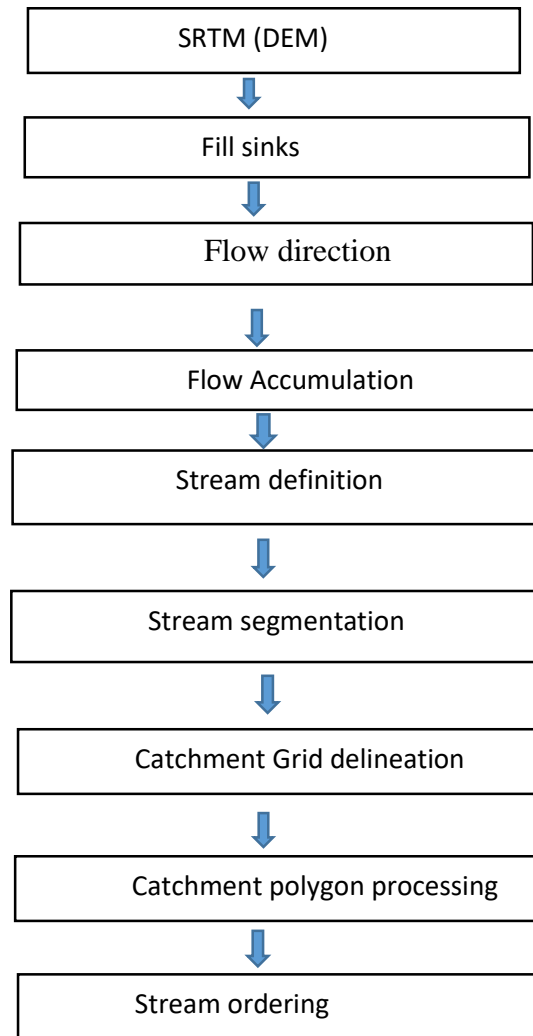 SRTM (DEM)
Fill sinks
Flow direction
Flow Accumulation
Stream definition
Stream segmentation
Catchment Grid delineation
Catchment polygon processing
Stream ordering